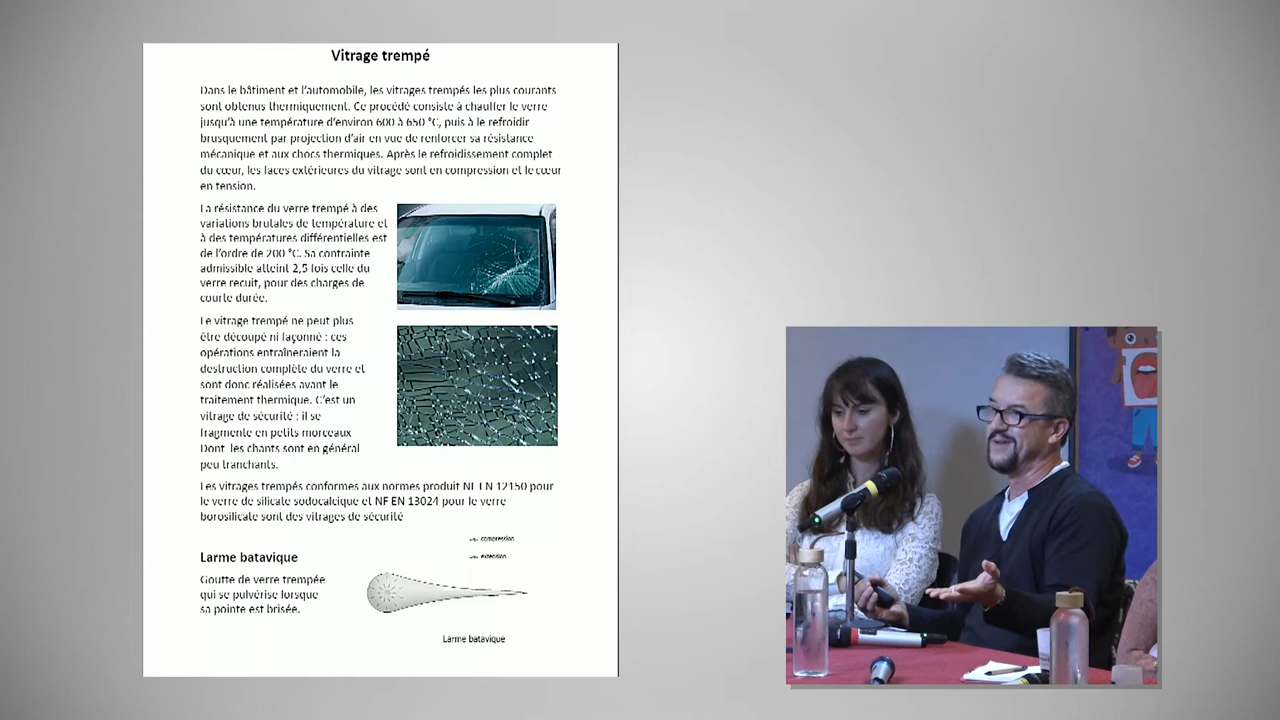 Vitrage trempé
Dans le bâtiment et l'automobile, les vitrages trempés les plus courants
sont obtenus thermiquement. Ce procédé consiste à chauffer le verre
jusqu'à une température d'environ 600 à 650 °C, puis à le refroidir
brusquement par projection d'air en vue de renforcer sa résistance
mécanique et aux chocs thermiques. Après le refroidissement complet
du cœur, les faces extérieures du vitrage sont en compression et le cœur
en tension.
La résistance du verre trempé à des
variations brutales de température et
à des températures différentielles est
de l'ordre de 200 °C. Sa contrainte
admissible atteint 2,5 fois celle du
verre recuit, pour des charges de
courte durée.
Le vitrage trempé ne peut plus
être découpé ni façonné : ces
opérations entraîneraient la
destruction complète du verre et
sont donc réalisées avant le
traitement thermique. C'est un
vitrage de sécurité : il se
fragmente en petits morceaux
Dont les chants sont en général
peu tranchants.
Les vitrages trempés conformes aux normes produit NF EN 12150 pour
le verre de silicate sodocalcique et NF EN 13024 pour le verre
borosilicate sont des vitrages de sécurité
compression
extension
Larme batavique
Goutte de verre trempée
qui se pulvérise lorsque
sa pointe est brisée.
Larme batavique